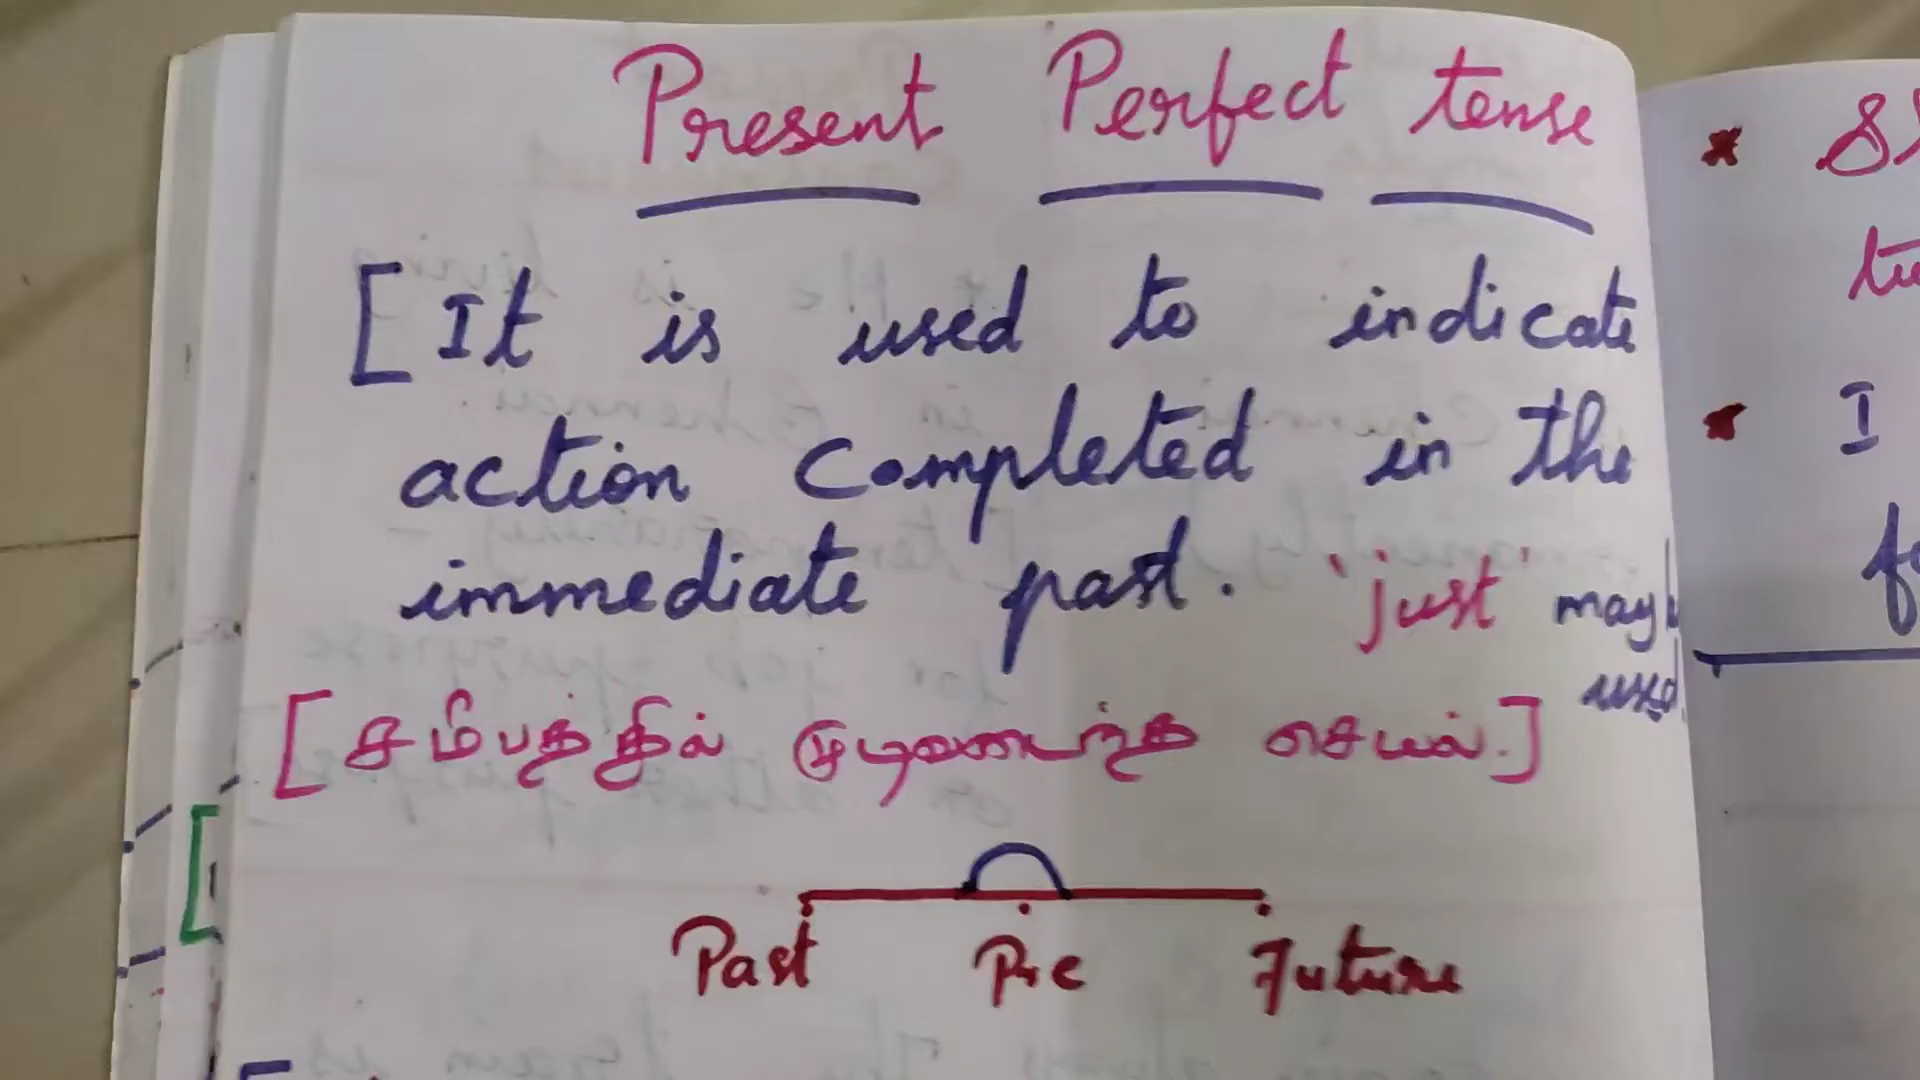 Present Perfect tense
[It is used to indicate
action completed in the
immediate past. 'just' may be
used.
[சமீபத்தில் முடிவடைந்த செயல்.]
Past Pre Future
I